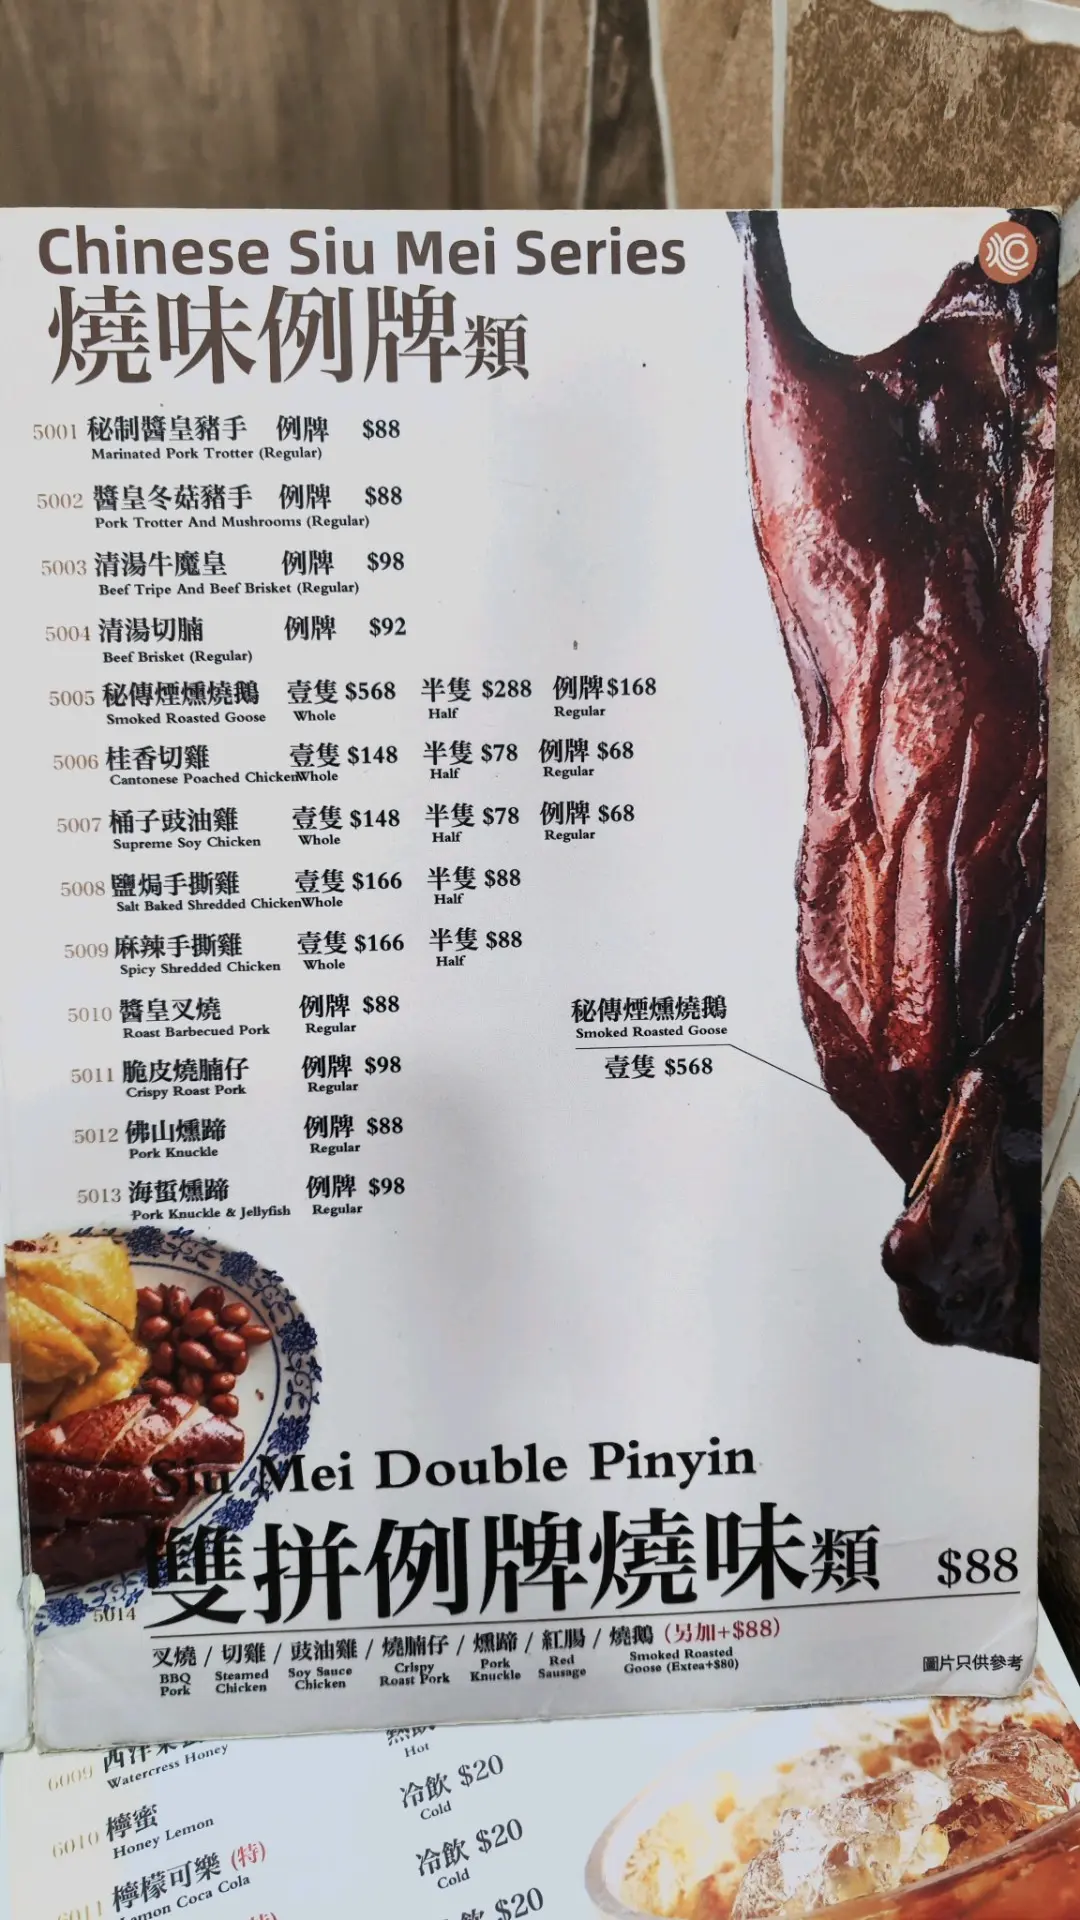 Chinese Siu Mei Series
燒味例牌類
5001 秘制醬皇豬手 例牌 $88
Marinated Pork Trotter (Regular)
5002 醬皇冬菇豬手 例牌 $88
Pork Trotter And Mushrooms (Regular)
5003 清湯牛魔皇 例牌 $98
Beef Tripe And Beef Brisket (Regular)
5004 清湯切腩 例牌 $92
Beef Brisket (Regular)
5005 秘傳煙燻燒鵝 壹隻 $568 半隻 $288 例牌 $168
Smoked Roasted Goose Whole Half Regular
5006 桂香切雞 壹隻 $148 半隻 $78 例牌 $68
Cantonese Poached Chicken Whole Half Regular
5007 桶子豉油雞 壹隻 $148 半隻 $78 例牌 $68
Supreme Soy Chicken Whole Half Regular
5008 鹽焗手撕雞 壹隻 $166 半隻 $88
Salt Baked Shredded Chicken Whole Half
5009 麻辣手撕雞 壹隻 $166 半隻 $88
Spicy Shredded Chicken Whole Half
5010 醬皇叉燒 例牌 $88
Roast Barbecued Pork Regular
5011 脆皮燒腩仔 例牌 $98
Crispy Roast Pork Regular
5012 佛山燻蹄 例牌 $88
Pork Knuckle Regular
5013 海蜇燻蹄 例牌 $98
Pork Knuckle & Jellyfish Regular
秘傳煙燻燒鵝
Smoked Roasted Goose
壹隻 $568
Siu Mei Double Pinyin
5014 雙拼例牌燒味類 $88
叉燒 / 切雞 / 豉油雞 / 燒腩仔 / 燻蹄 / 紅腸 / 燒鵝 (另加+$88)
BBQ Pork Steamed Chicken Soy Sauce Chicken Crispy Roast Pork Pork Knuckle Red Sausage Smoked Roasted Goose (Extea+$80)
圖片只供參考
6009 西洋菜 熱飲
Watercress Honey Hot
6010 檸蜜 冷飲 $20
Honey Lemon Cold
6011 檸檬可樂 (特) 冷飲 $20
Lemon Coca Cola Cold
$20